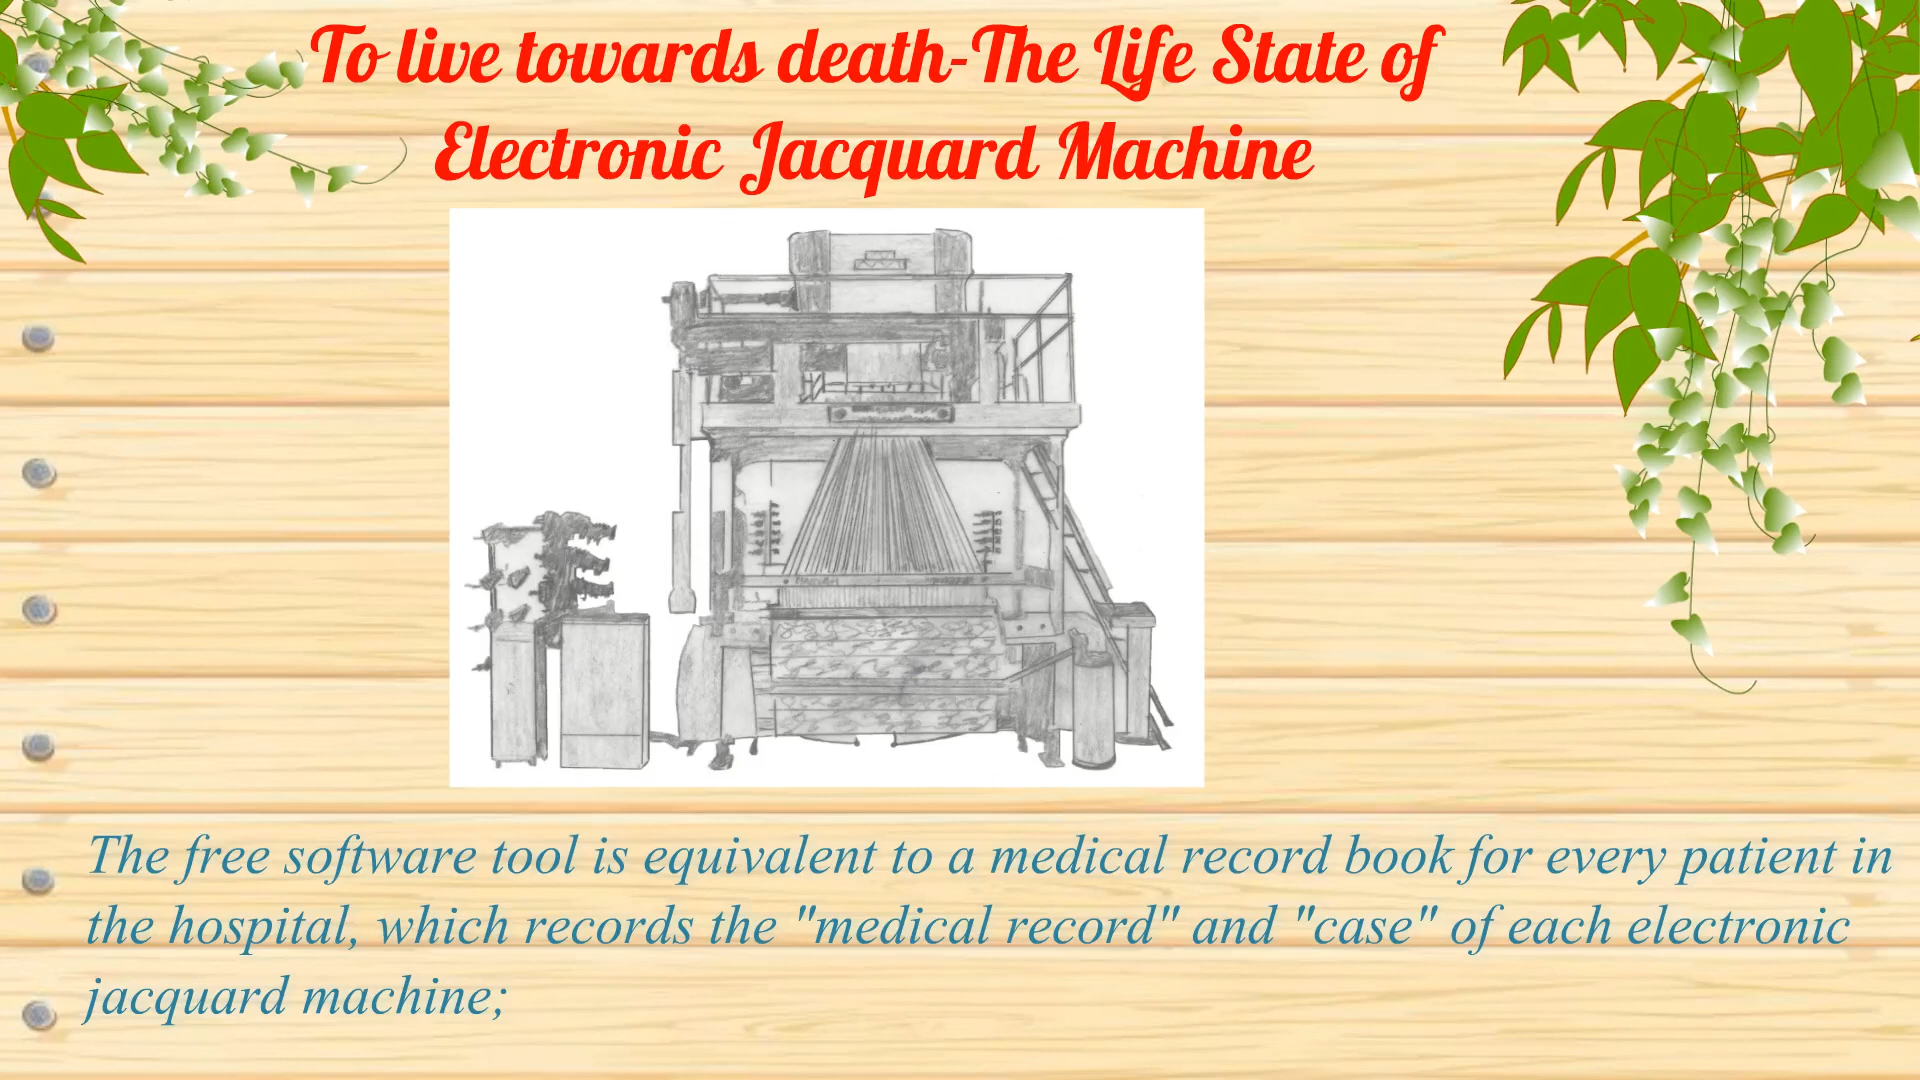 To live towards death-The Life State of
Electronic Jacquard Machine
The free software tool is equivalent to a medical record book for every patient in
the hospital, which records the "medical record" and "case" of each electronic
jacquard machine;